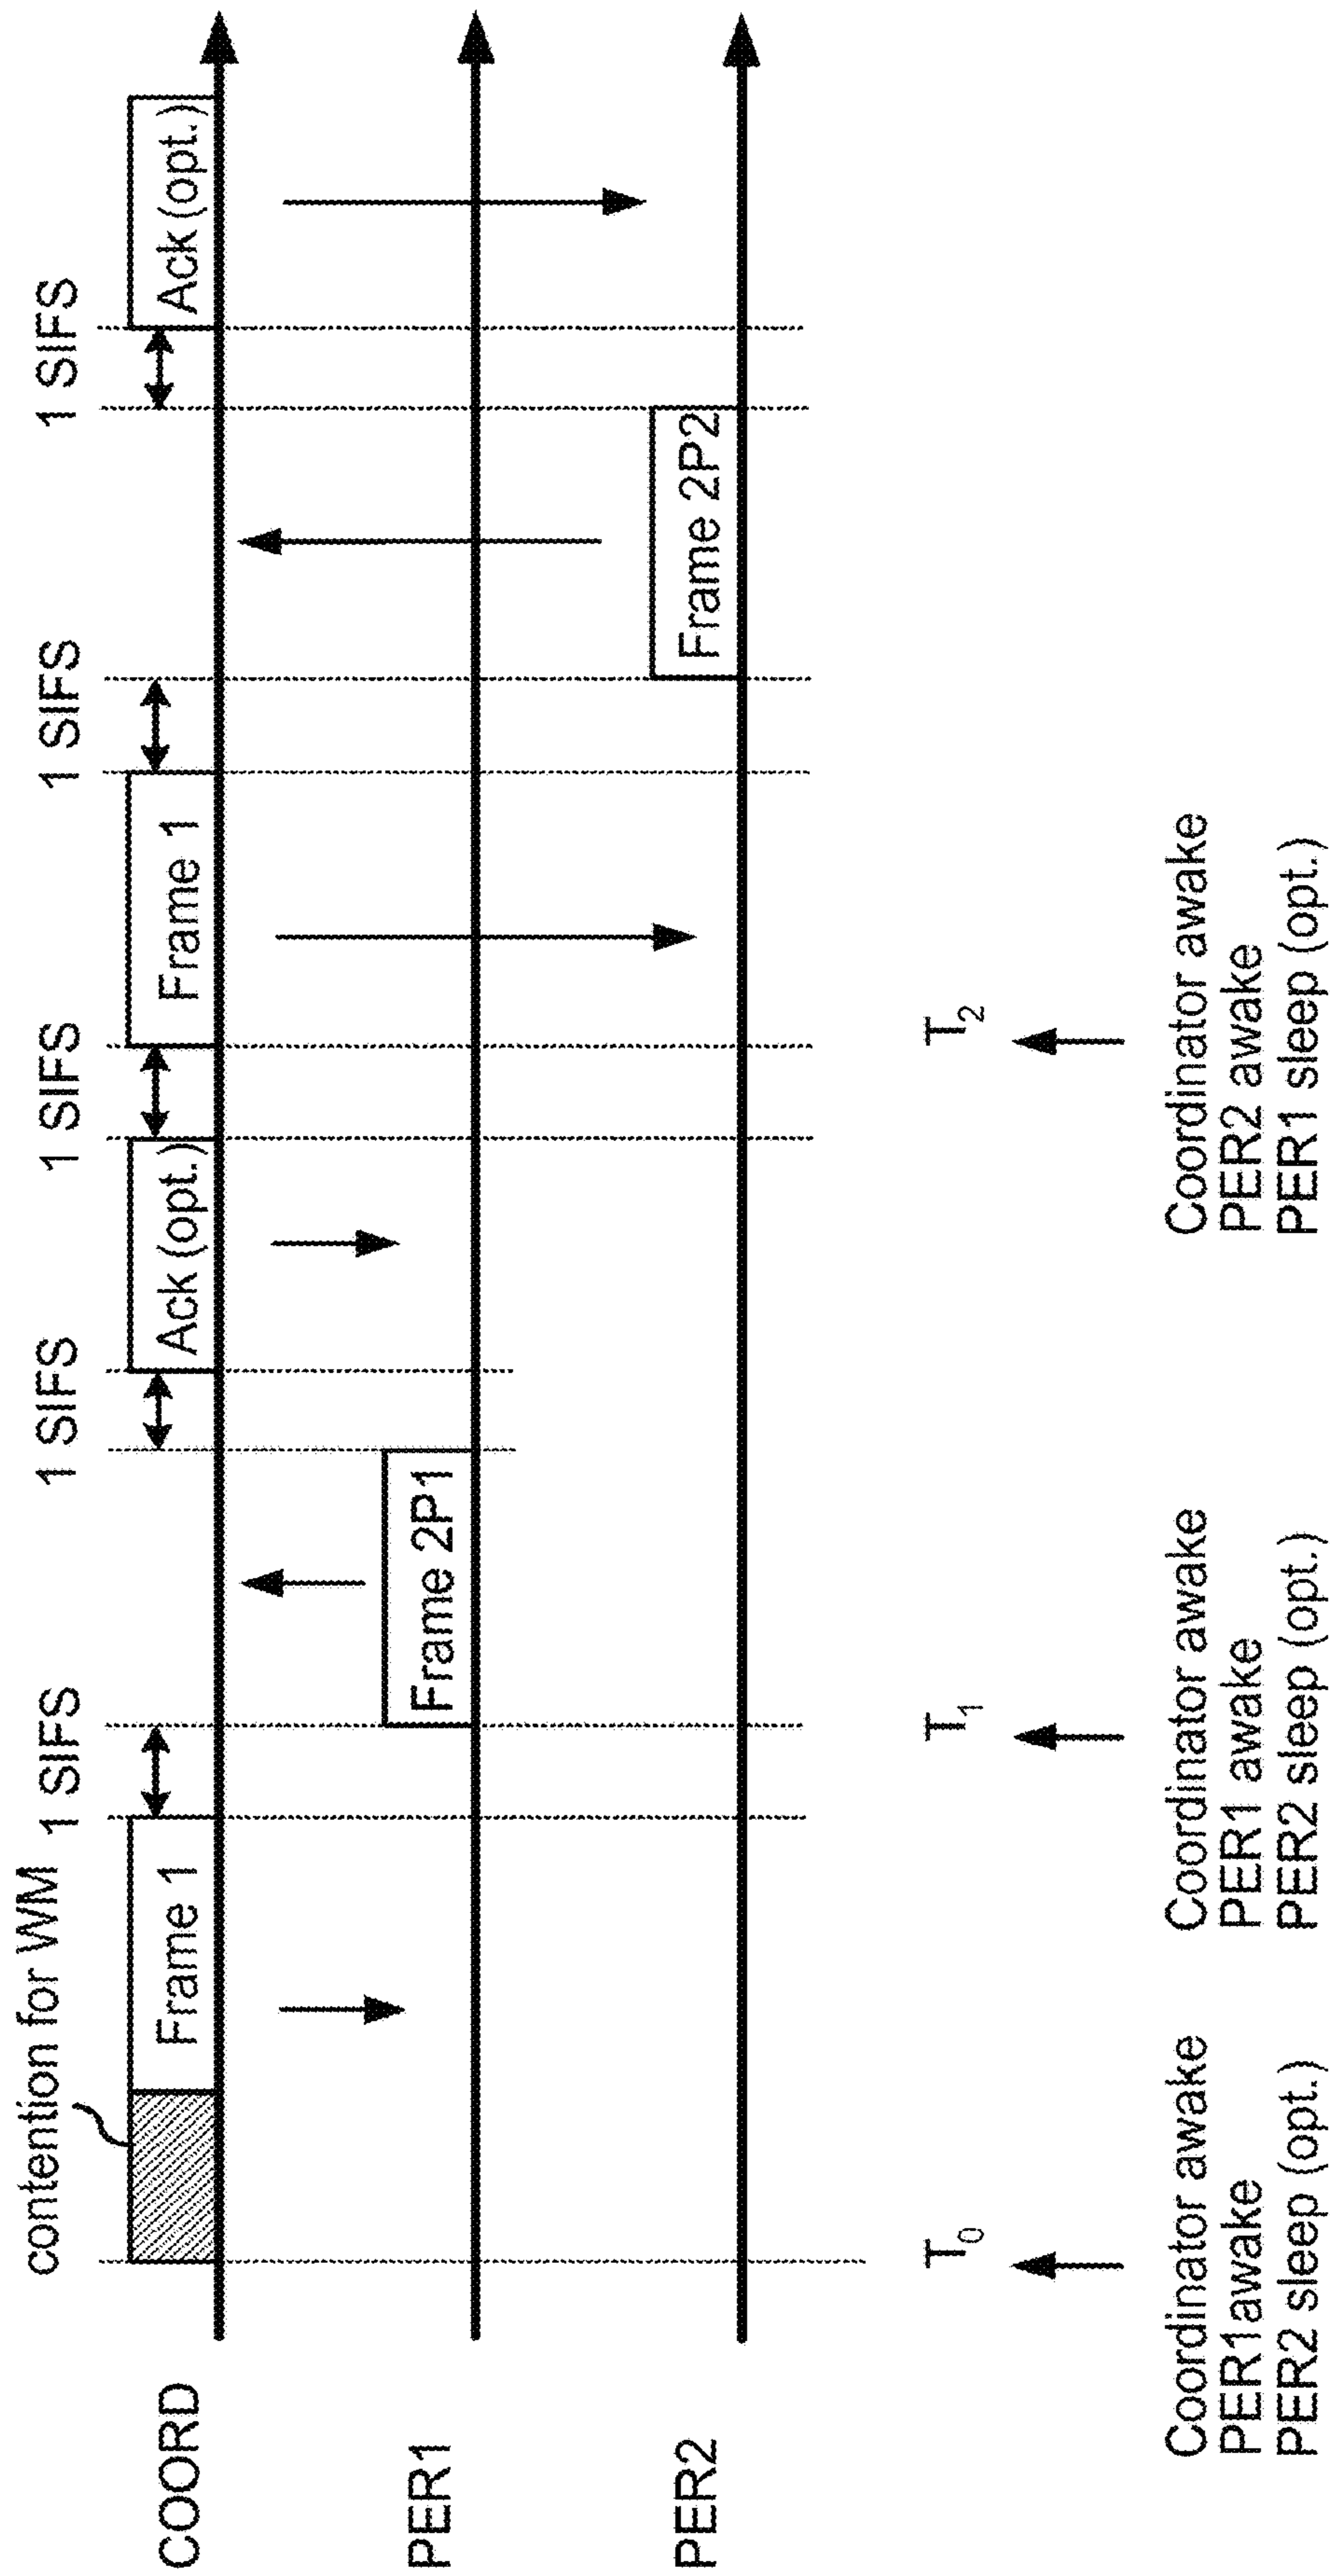 contention for WM
1 SIFS
1 SIFS
1 SIFS
1 SIFS
1 SIFS
COORD
Frame 1
Ack (opt.)
Frame 1
Ack (opt.)
PER1
Frame 2P1
PER2
Frame 2P2
T0
T1
T2
Coordinator awake
PER1awake
PER2 sleep (opt.)
Coordinator awake
PER1 awake
PER2 sleep (opt.)
Coordinator awake
PER2 awake
PER1 sleep (opt.)